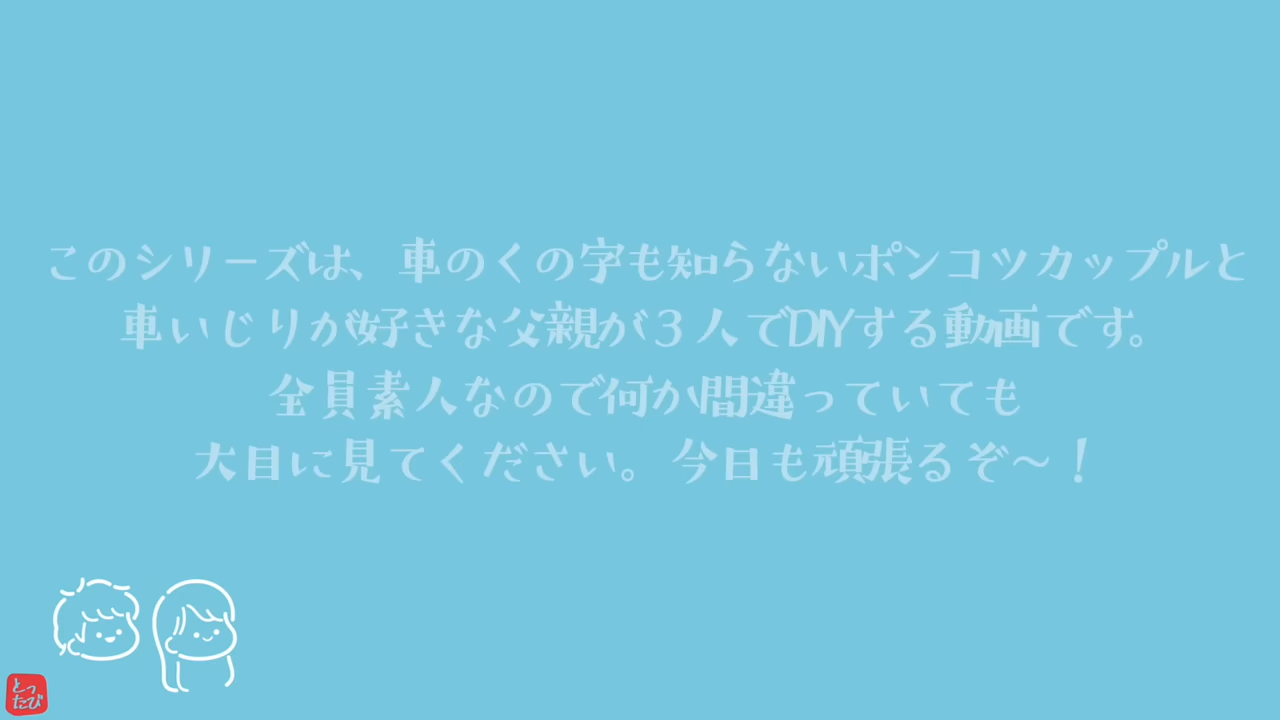 このシリーズは、車のくの字も知らないポンコツカップルと
車いじりが好きな父親が３人でDIYする動画です。
全員素人なので何か間違っていても
大目に見てください。今日も頑張るぞ～！
とっ
たび